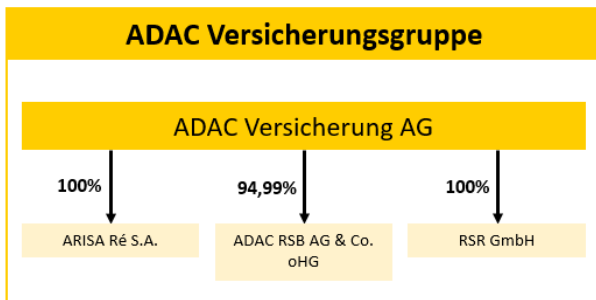 ADAC Versicherungsgruppe
ADAC Versicherung AG
100%
94,99%
100%
ARISA Ré S.A.
ADAC RSB AG & Co.
oHG
RSR GmbH